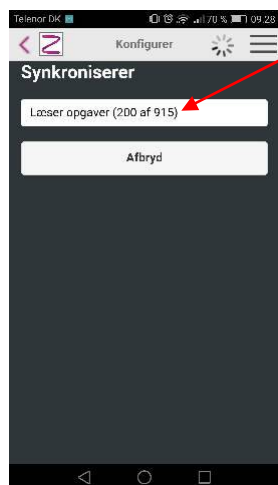 Telenor DK 70 % 09.28
Konfigurer
Synkroniserer
Læser opgaver (200 af 915)
Afbryd